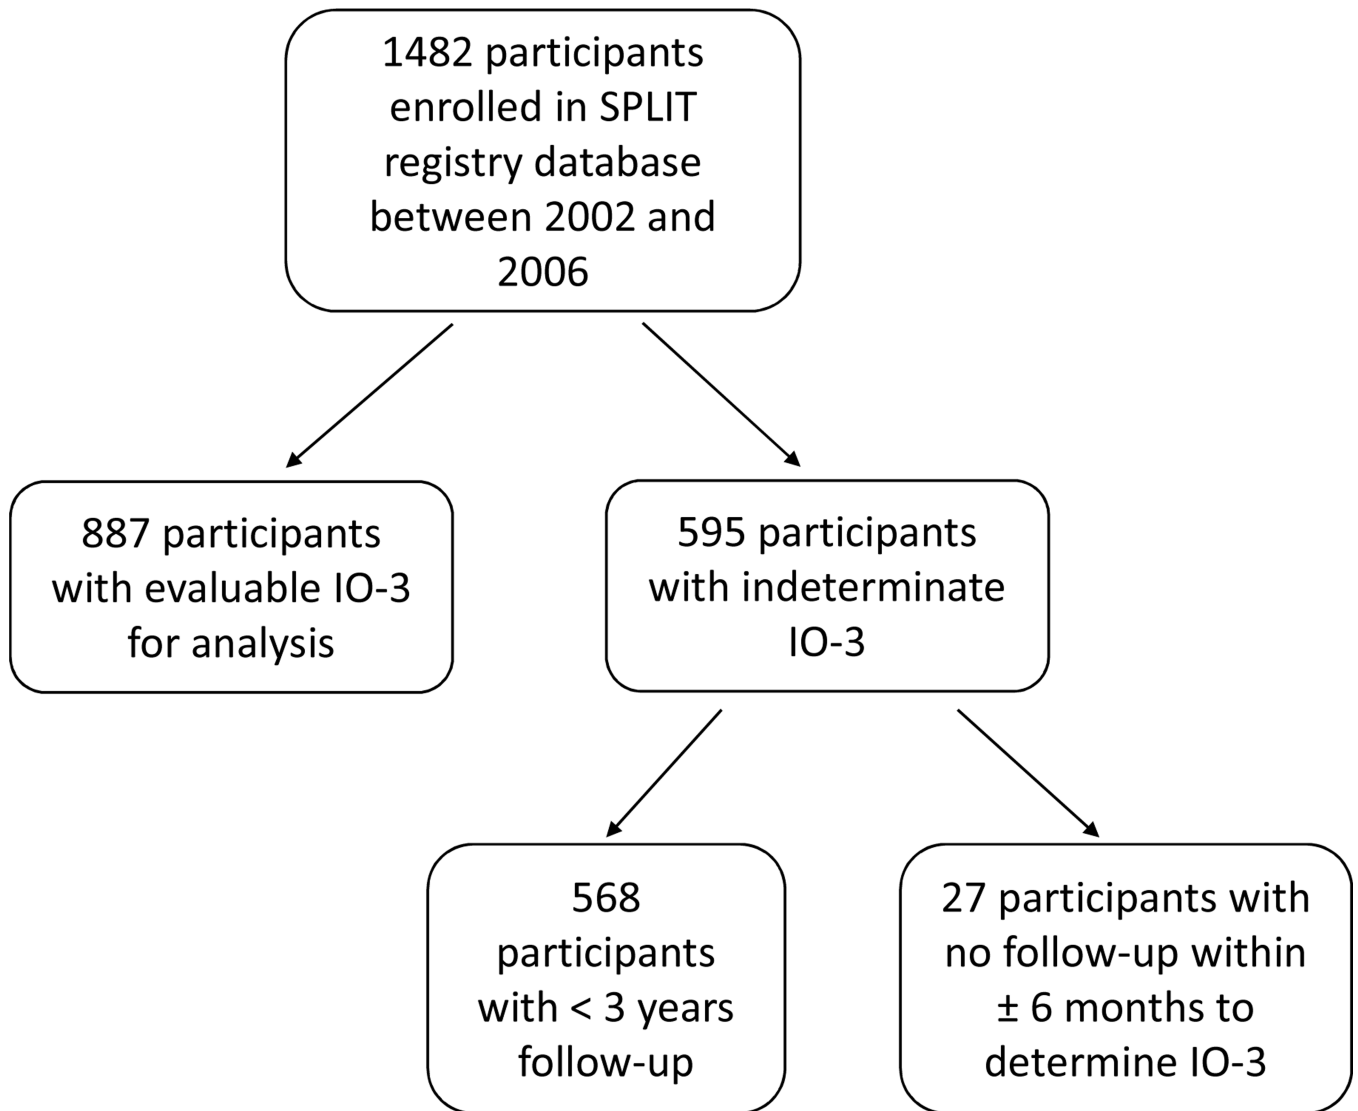 1482 participants
enrolled in SPLIT
registry database
between 2002 and
2006
887 participants
with evaluable IO-3
for analysis
595 participants
with indeterminate
IO-3
568
participants
with < 3 years
follow-up
27 participants with
no follow-up within
± 6 months to
determine IO-3